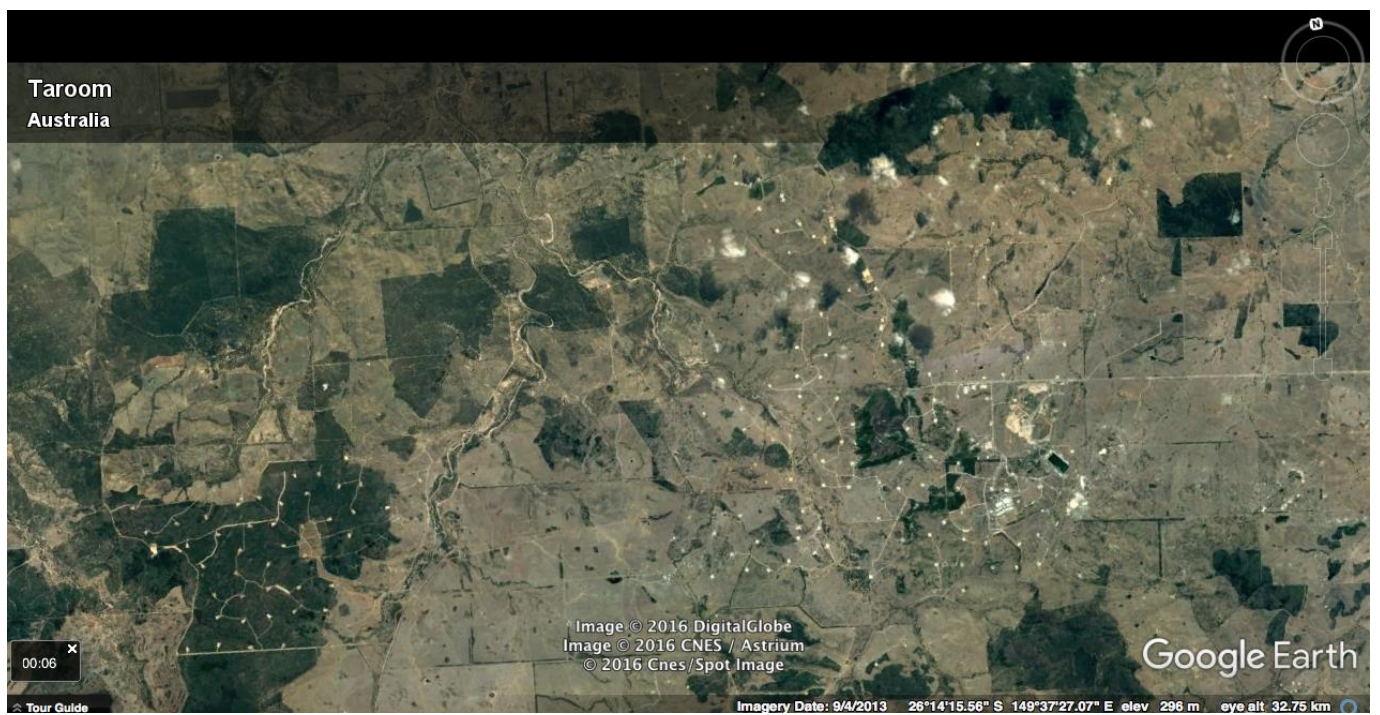 N
Taroom
Australia
Image © 2016 DigitalGlobe
Image © 2016 CNES / Astrium
© 2016 Cnes/Spot Image
Google Earth
00:06
Tour Guide
Imagery Date: 9/4/2013 26°14'15.56" S 149°37'27.07" E elev 296 m eye alt 32.75 km